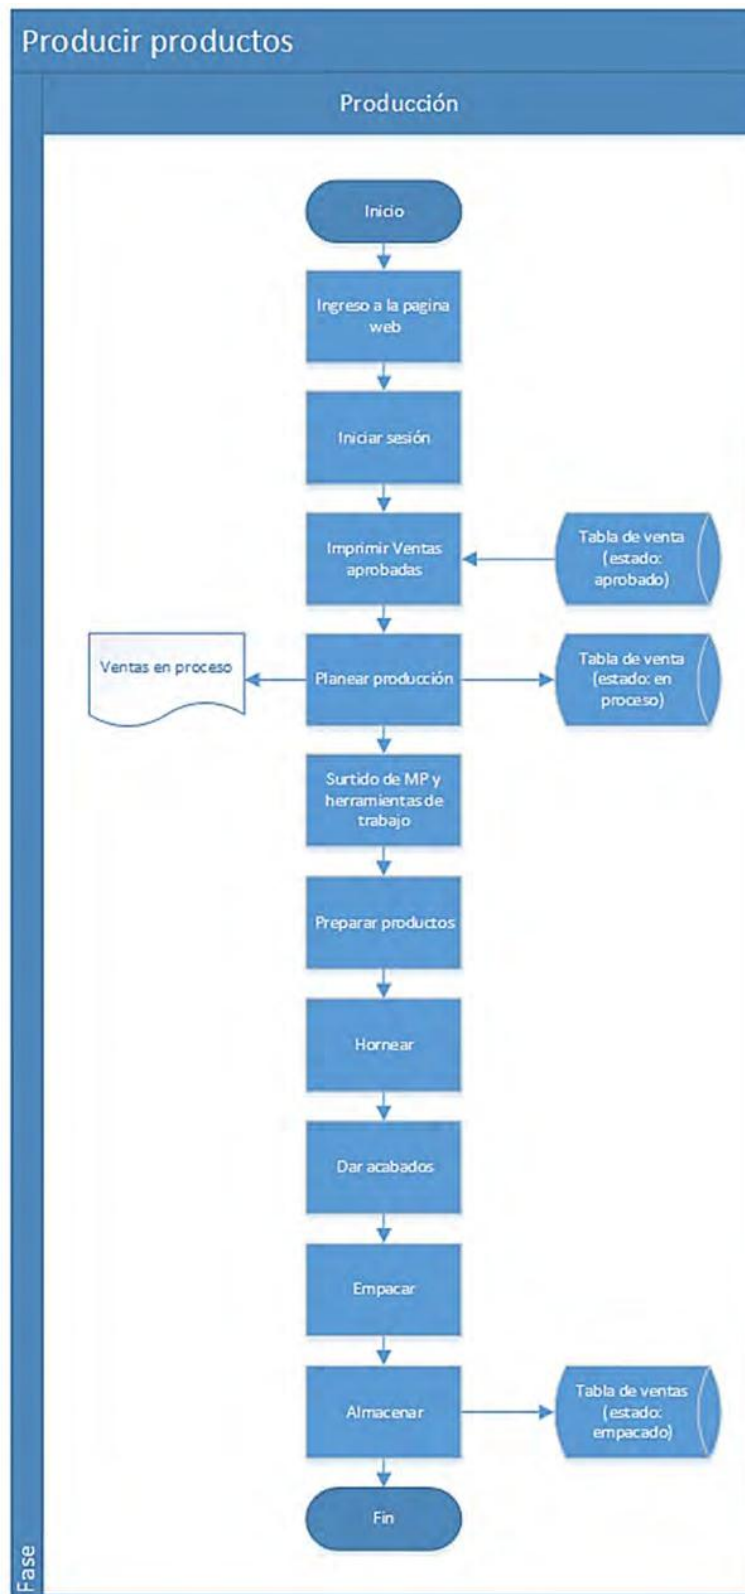 Producir productos
Producción
Inicio
Ingreso a la pagina
web
Iniciar sesión
Imprimir Ventas
aprobadas
Tabla de venta
(estado:
aprobado)
Ventas en proceso
Planear producción
Tabla de venta
(estado: en
proceso)
Surtido de MP y
herramientas de
trabajo
Preparar productos
Hornear
Dar acabados
Empacar
Almacenar
Tabla de ventas
(estado:
empacado)
Fin
Fase